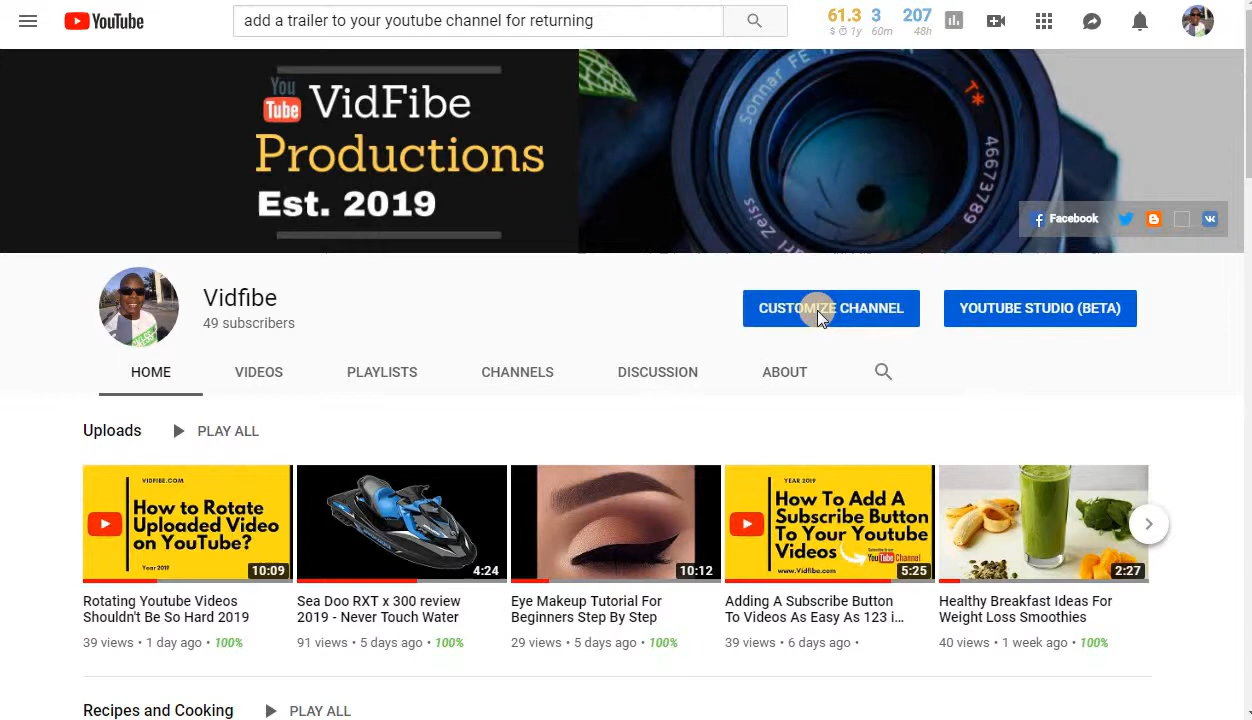 YouTube
add a trailer to your youtube channel for returning
61.3 3 207
$ 1y 60m 48h
You
Tube
VidFibe
Productions
Est. 2019
Sonnar FE
Carl Zeiss
46673789
Facebook
Vidfibe
49 subscribers
CUSTOMIZE CHANNEL
YOUTUBE STUDIO (BETA)
HOME VIDEOS PLAYLISTS CHANNELS DISCUSSION ABOUT
Uploads PLAY ALL
VIDFIBE.COM
How to Rotate
Uploaded Video
on YouTube?
Year 2019
10:09
4:24
10:12
YEAR 2019
How To Add A
Subscribe Button
To Your Youtube
Videos
YouTube Channel
www.Vidfibe.com
5:25
2:27
Rotating Youtube Videos
Shouldn't Be So Hard 2019
39 views • 1 day ago • 100%
Sea Doo RXT x 300 review
2019 - Never Touch Water
91 views • 5 days ago • 100%
Eye Makeup Tutorial For
Beginners Step By Step
29 views • 5 days ago • 100%
Adding A Subscribe Button
To Videos As Easy As 123 i...
39 views • 6 days ago •
Healthy Breakfast Ideas For
Weight Loss Smoothies
40 views • 1 week ago • 100%
Recipes and Cooking PLAY ALL